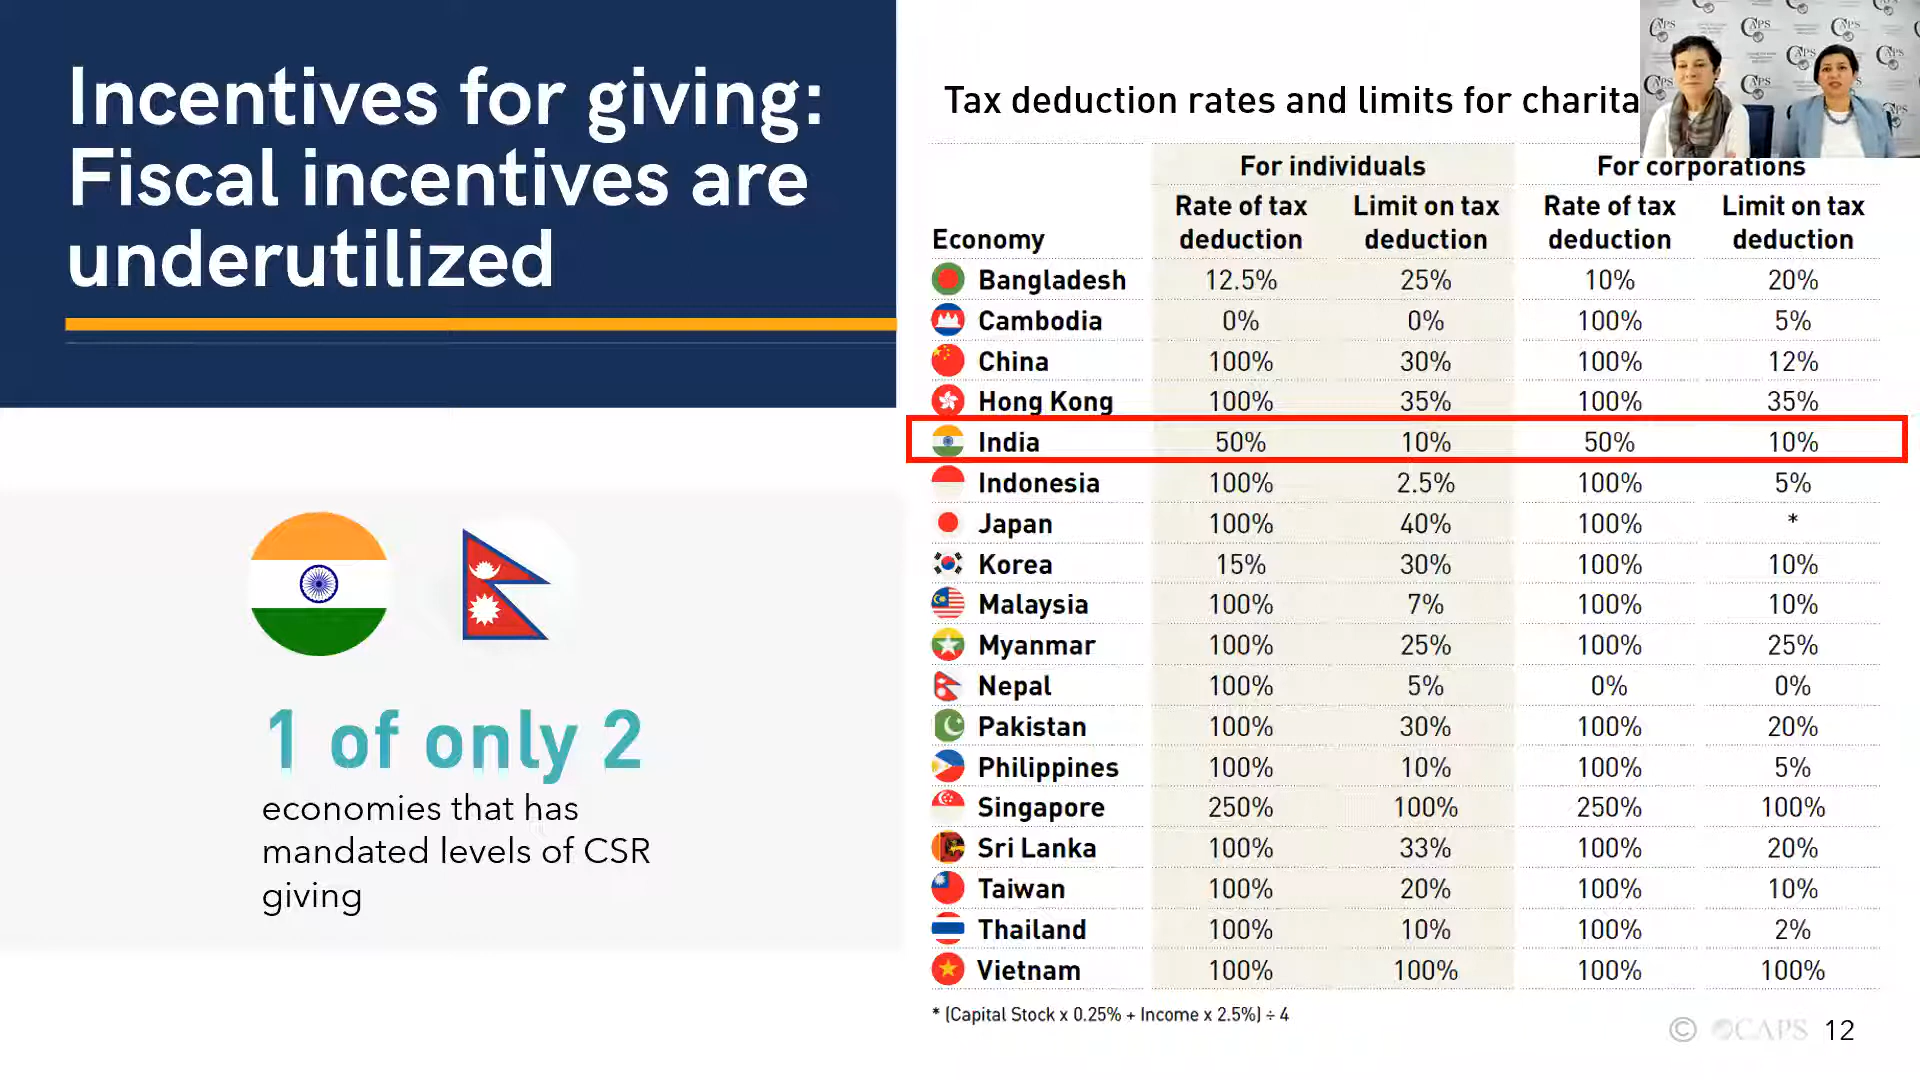 Incentives for giving:
Fiscal incentives are
underutilized
1 of only 2
economies that has
mandated levels of CSR
giving
Tax deduction rates and limits for charita
For individuals For corporations
Rate of tax Limit on tax Rate of tax Limit on tax
Economy deduction deduction deduction deduction
Bangladesh 12.5% 25% 10% 20%
Cambodia 0% 0% 100% 5%
China 100% 30% 100% 12%
Hong Kong 100% 35% 100% 35%
India 50% 10% 50% 10%
Indonesia 100% 2.5% 100% 5%
Japan 100% 40% 100% *
Korea 15% 30% 100% 10%
Malaysia 100% 7% 100% 10%
Myanmar 100% 25% 100% 25%
Nepal 100% 5% 0% 0%
Pakistan 100% 30% 100% 20%
Philippines 100% 10% 100% 5%
Singapore 250% 100% 250% 100%
Sri Lanka 100% 33% 100% 20%
Taiwan 100% 20% 100% 10%
Thailand 100% 10% 100% 2%
Vietnam 100% 100% 100% 100%
* (Capital Stock x 0.25% + Income x 2.5%) ÷ 4
© CAPS 12